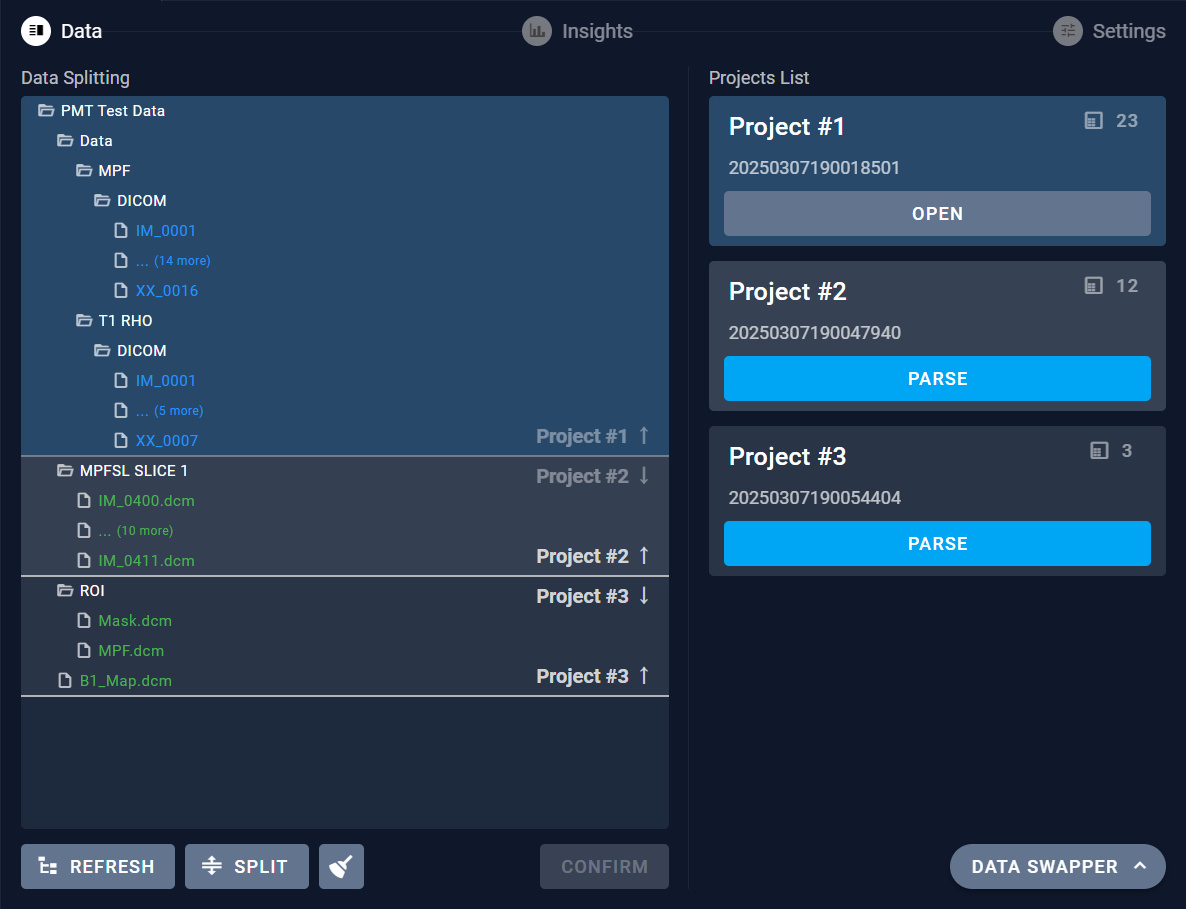 Data
Insights
Settings
Data Splitting
PMT Test Data
Data
MPF
DICOM
IM_0001
... (14 more)
XX_0016
T1 RHO
DICOM
IM_0001
... (5 more)
XX_0007
Project #1 ↑
MPFSL SLICE 1
Project #2 ↓
IM_0400.dcm
... (10 more)
IM_0411.dcm
Project #2 ↑
ROI
Project #3 ↓
Mask.dcm
MPF.dcm
B1_Map.dcm
Project #3 ↑
REFRESH
SPLIT
CONFIRM
Projects List
Project #1
23
20250307190018501
OPEN
Project #2
12
20250307190047940
PARSE
Project #3
3
20250307190054404
PARSE
DATA SWAPPER